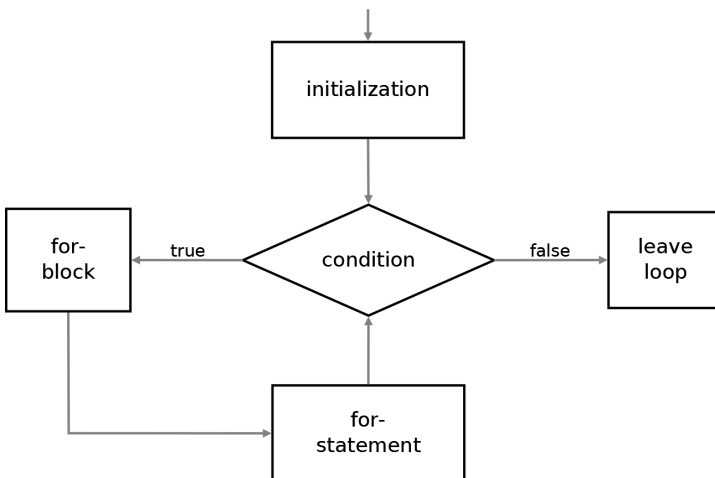 initialization
for-
block
true
condition
false
leave
loop
for-
statement